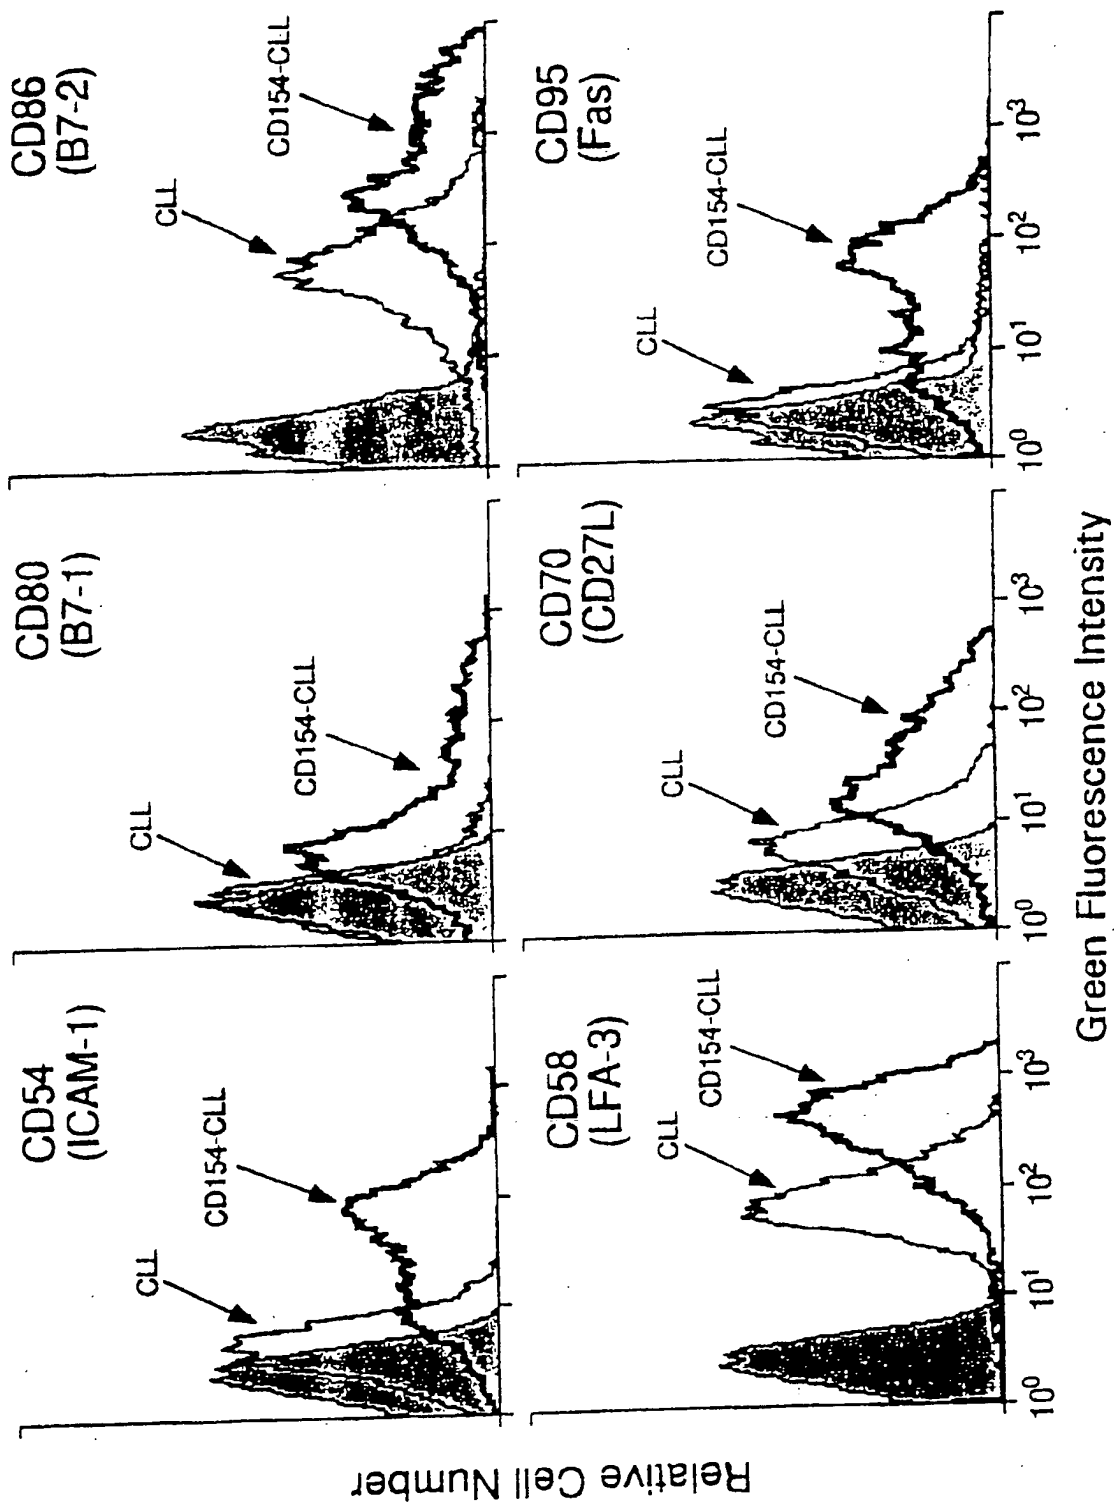 CD54
(ICAM-1)
CLL
CD154-CLL
CD80
(B7-1)
CLL
CD154-CLL
CD86
(B7-2)
CLL
CD154-CLL
CD58
(LFA-3)
CLL
CD154-CLL
CD70
(CD27L)
CLL
CD154-CLL
CD95
(Fas)
CLL
CD154-CLL
10⁰ 10¹ 10² 10³
10⁰ 10¹ 10² 10³
10⁰ 10¹ 10² 10³
Relative Cell Number
Green Fluorescence Intensity